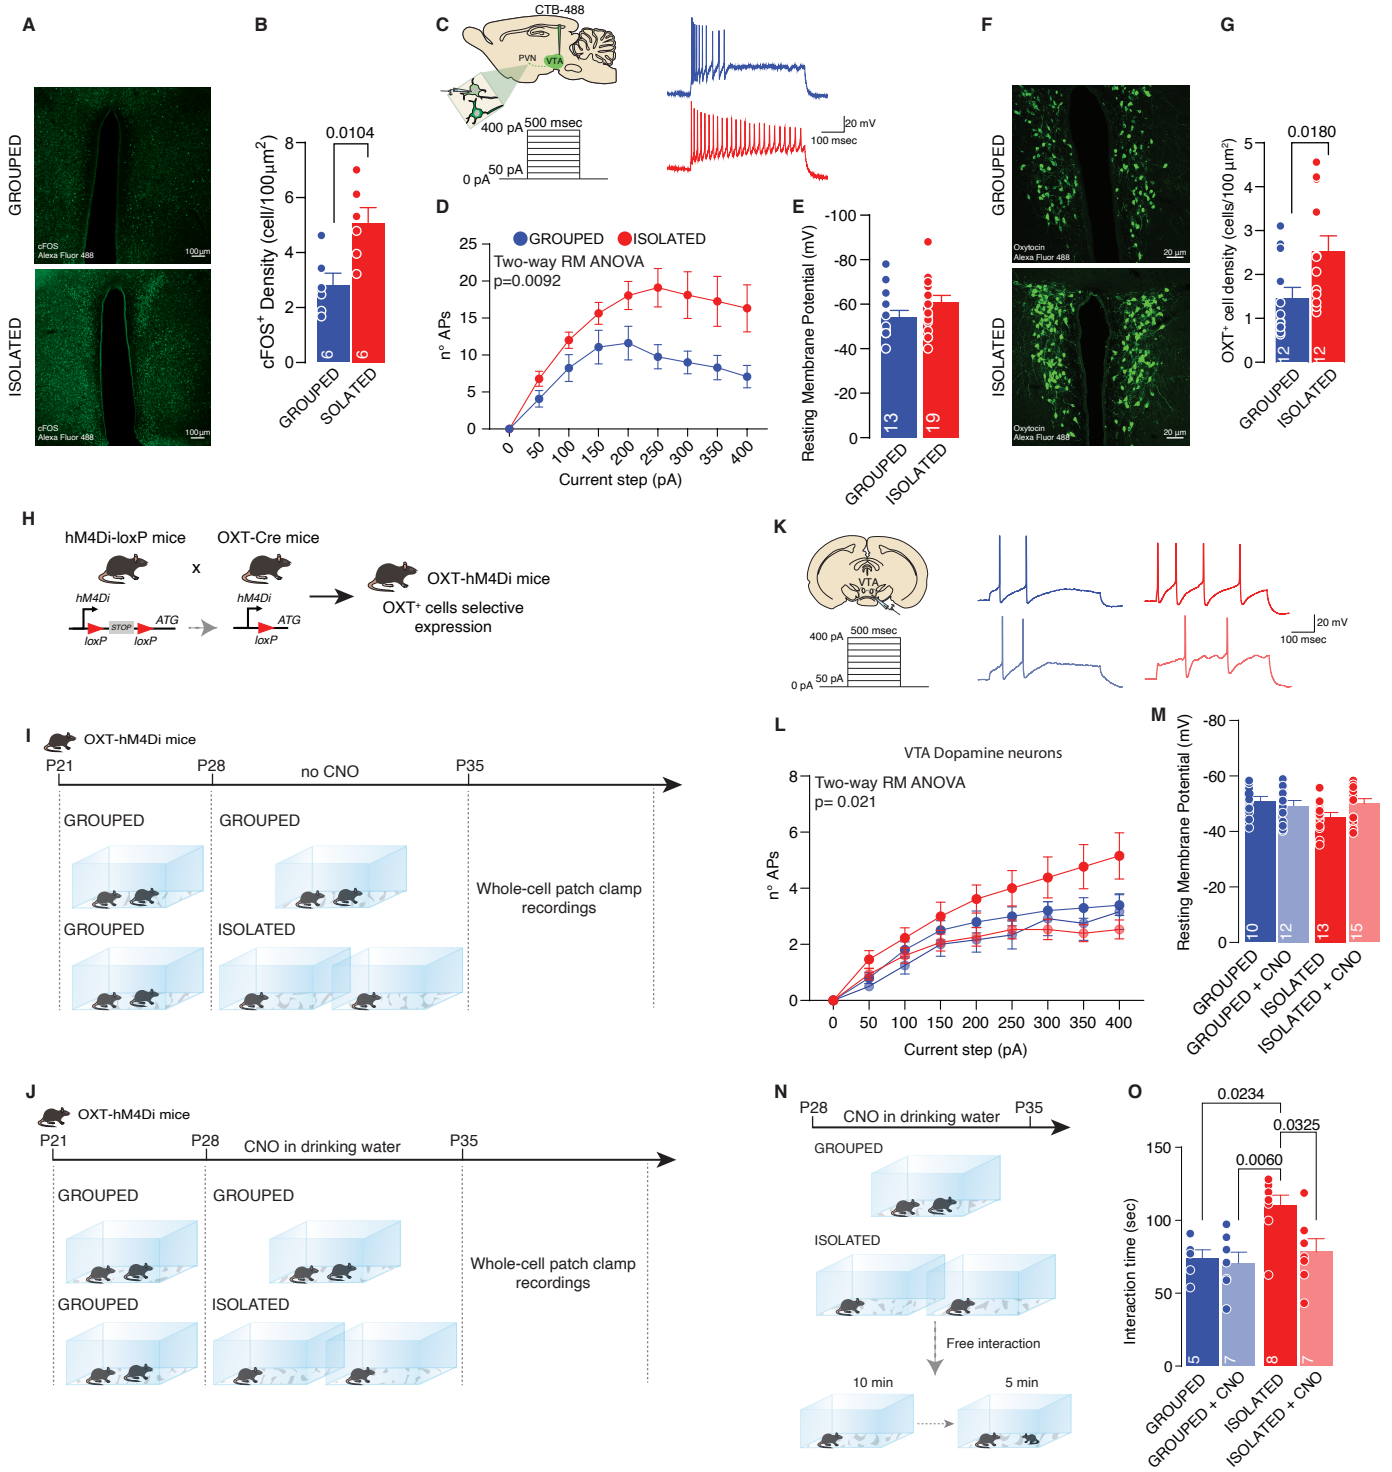 A
GROUPED
cFOS
Alexa Fluor 488
100 µm
ISOLATED
cFOS
Alexa Fluor 488
100 µm
B
0.0104
cFOS+ Density (cell/100µm²)
8
6
4
2
0
6
6
GROUPED
SOLATED
C
CTB-488
PVN
VTA
400 pA
500 msec
50 pA
0 pA
20 mV
100 msec
D
GROUPED
ISOLATED
Two-way RM ANOVA
p=0.0092
n° APs
25
20
15
10
5
0
0
50
100
150
200
250
300
350
400
Current step (pA)
E
Resting Membrane Potential (mV)
-100
-80
-60
-40
-20
0
13
19
GROUPED
ISOLATED
F
GROUPED
Oxytocin
Alexa Fluor 488
20 µm
ISOLATED
Oxytocin
Alexa Fluor 488
20 µm
G
0.0180
OXT+ cell density (cells/100 µm²)
5
4
3
2
1
0
12
12
GROUPED
ISOLATED
H
hM4Di-loxP mice
x
OXT-Cre mice
hM4Di
STOP
ATG
loxP
loxP
hM4Di
ATG
loxP
OXT-hM4Di mice
OXT+ cells selective
expression
I
OXT-hM4Di mice
P21
P28
no CNO
P35
GROUPED
GROUPED
GROUPED
ISOLATED
Whole-cell patch clamp
recordings
J
OXT-hM4Di mice
P21
P28
CNO in drinking water
P35
GROUPED
GROUPED
GROUPED
ISOLATED
Whole-cell patch clamp
recordings
K
VTA
400 pA
500 msec
50 pA
0 pA
20 mV
100 msec
L
VTA Dopamine neurons
Two-way RM ANOVA
p= 0.021
n° APs
8
6
4
2
0
0
50
100
150
200
250
300
350
400
Current step (pA)
M
Resting Membrane Potential (mV)
-80
-60
-40
-20
0
10
12
13
15
GROUPED
GROUPED + CNO
ISOLATED
ISOLATED + CNO
N
P28
CNO in drinking water
P35
GROUPED
ISOLATED
Free interaction
10 min
5 min
O
0.0234
0.0325
0.0060
Interaction time (sec)
150
100
50
0
5
7
8
7
GROUPED
GROUPED + CNO
ISOLATED
ISOLATED + CNO